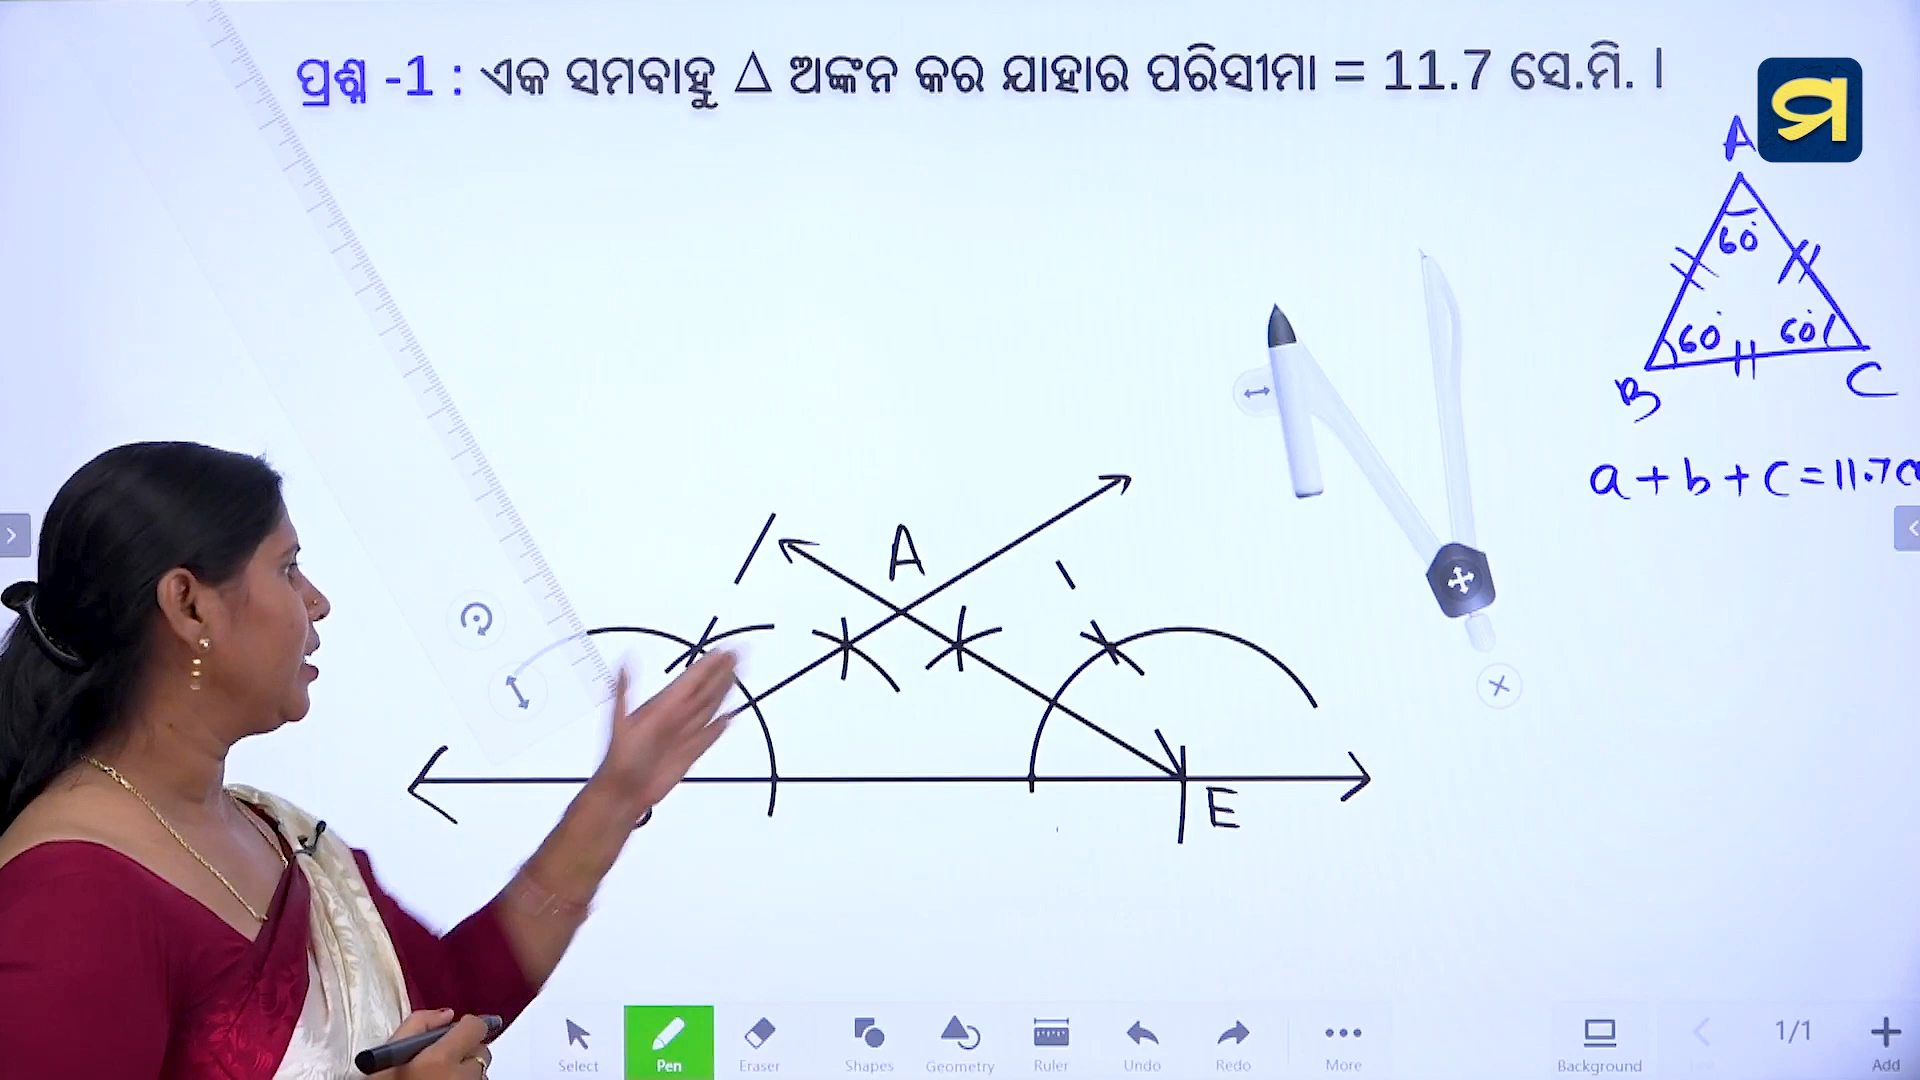 ପ୍ରଶ୍ନ -1 : ଏକ ସମବାହୁ Δ ଅଙ୍କନ କର ଯାହାର ପରିସୀମା = 11.7 ସେ.ମି. ।
ସ
A
60°
60° 60°
B C
a + b + c = 11.7c
A
E
Select Pen Eraser Shapes Geometry Ruler Undo Redo More Background 1/1 Add